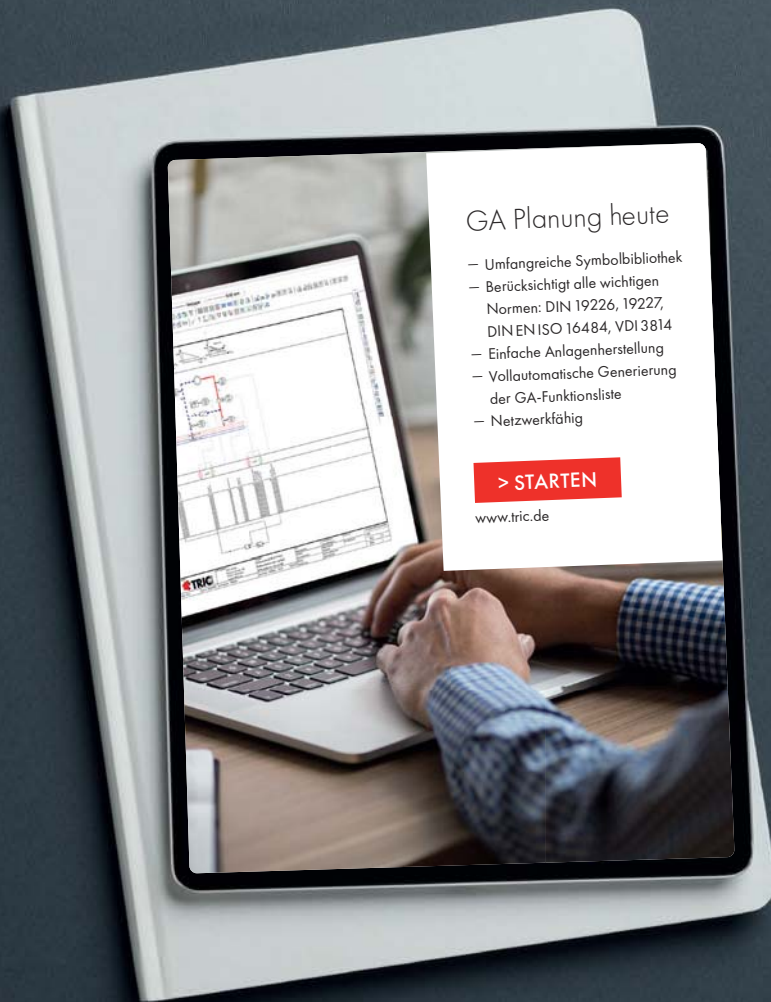 GA Planung heute
— Umfangreiche Symbolbibliothek
— Berücksichtigt alle wichtigen
Normen: DIN 19226, 19227,
DIN EN ISO 16484, VDI 3814
— Einfache Anlagenherstellung
— Vollautomatische Generierung
der GA-Funktionsliste
— Netzwerkfähig
> STARTEN
www.tric.de
TRIC